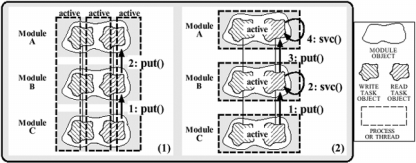 active active active
Module
A
2: put()
Module
B
1: put()
Module
C
(1)
Module
A
active
4: svc()
3: put()
Module
B
active
2: svc()
1: put()
Module
C
active
(2)
MODULE
OBJECT
WRITE
TASK
OBJECT
READ
TASK
OBJECT
PROCESS
OR THREAD